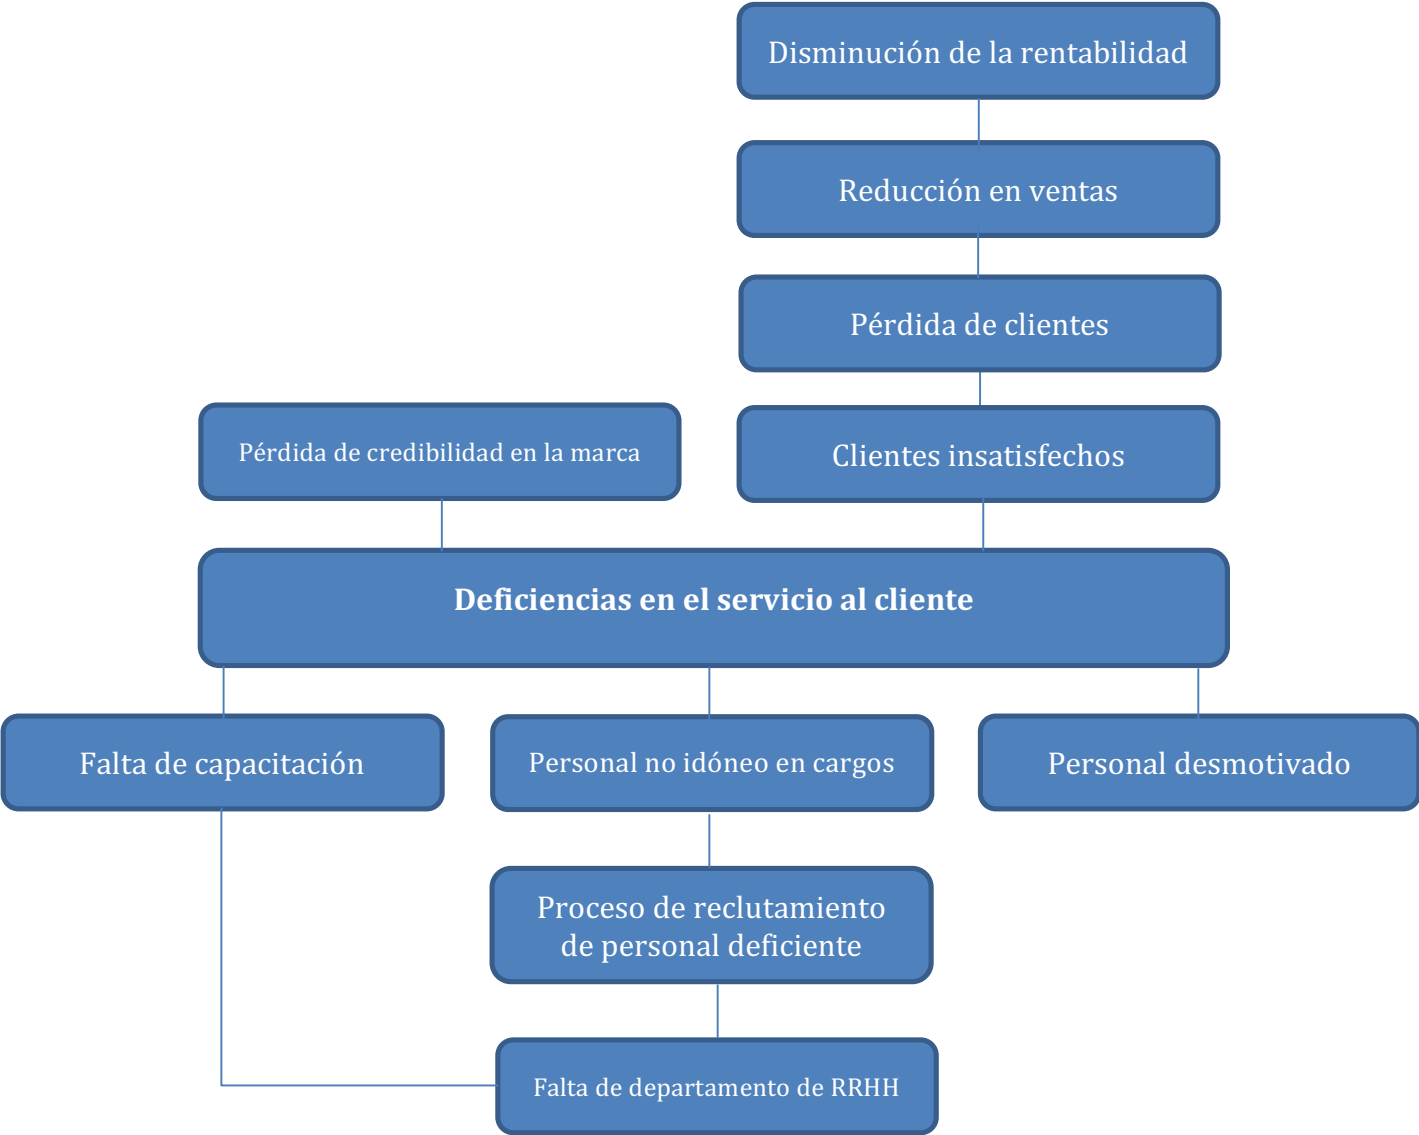 Disminución de la rentabilidad
Reducción en ventas
Pérdida de clientes
Pérdida de credibilidad en la marca
Clientes insatisfechos
Deficiencias en el servicio al cliente
Falta de capacitación
Personal no idóneo en cargos
Personal desmotivado
Proceso de reclutamiento
de personal deficiente
Falta de departamento de RRHH